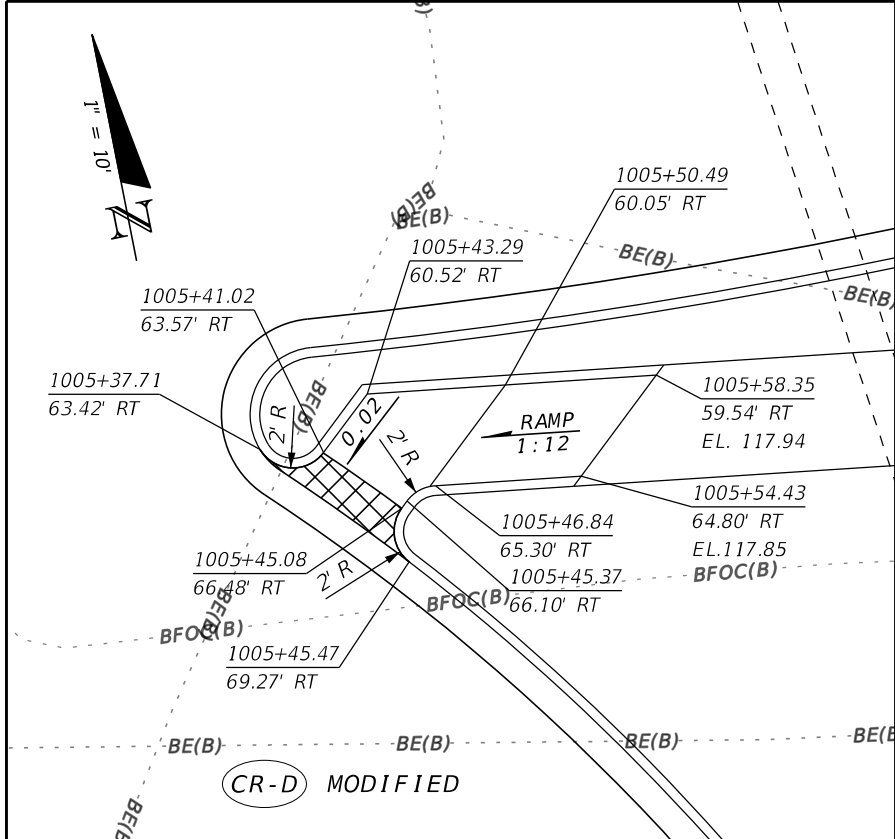 B)
1" = 10'
N
BE(B)
BE(B)
BE(B)
BE(B)
1005+50.49
60.05' RT
1005+43.29
60.52' RT
1005+41.02
63.57' RT
1005+37.71
63.42' RT
BE(B)
2' R
0.02
2' R
RAMP
1:12
1005+58.35
59.54' RT
EL. 117.94
1005+54.43
64.80' RT
EL.117.85
1005+46.84
65.30' RT
1005+45.37
66.10' RT
1005+45.08
66.48' RT
2' R
BFOC(B)
BFOC(B)
BFOC(B)
BE(B)
1005+45.47
69.27' RT
BE(B)
BE(B)
BE(B)
BE(B
BE(B)
CR-D MODIFIED